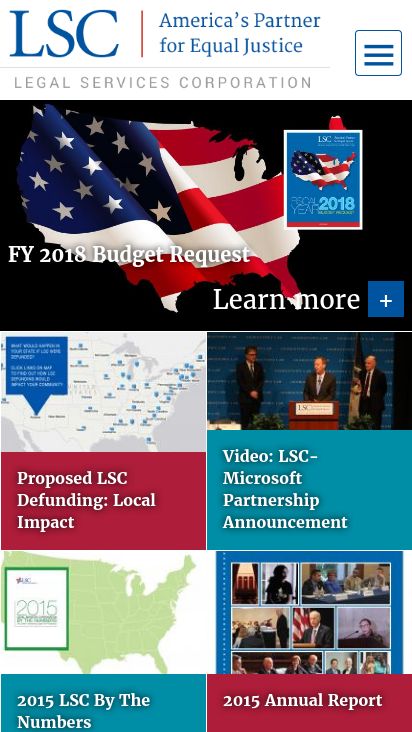 LSC
America's Partner
for Equal Justice
LEGAL SERVICES CORPORATION
LSC
FISCAL
YEAR 2018
BUDGET REQUEST
FY 2018 Budget Request
Learn more +
WHAT WOULD HAPPEN
IN YOUR STATE IF LSC WERE
DEFUNDED?
CLICK LINKS ON MAP
TO FIND OUT HOW LSC
DEFUNDING WOULD
IMPACT YOUR COMMUNITY
LSC
Proposed LSC
Defunding: Local
Impact
Video: LSC-
Microsoft
Partnership
Announcement
LSC
2015
BY THE NUMBERS
2015 LSC By The
Numbers
2015 Annual Report